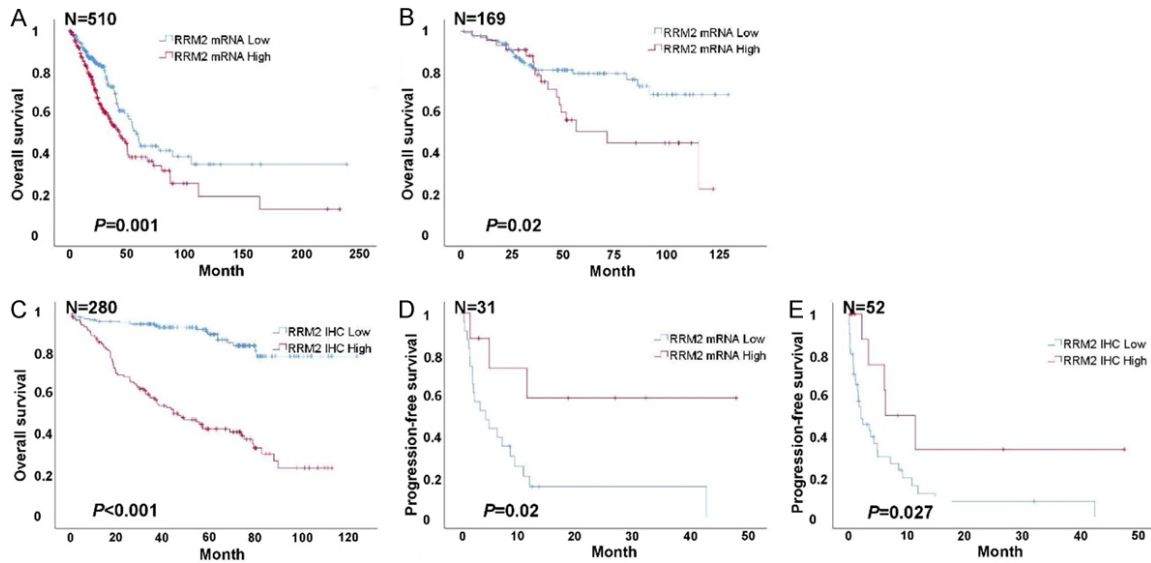 A
N=510
RRM2 mRNA Low
RRM2 mRNA High
Overall survival
1
0.8
0.6
0.4
0.2
0
P=0.001
0 50 100 150 200 250
Month
B
N=169
RRM2 mRNA Low
RRM2 mRNA High
Overall survival
1
0.8
0.6
0.4
0.2
0
P=0.02
0 25 50 75 100 125
Month
C
N=280
RRM2 IHC Low
RRM2 IHC High
Overall survival
1
0.8
0.6
0.4
0.2
0
P<0.001
0 20 40 60 80 100 120
Month
D
N=31
RRM2 mRNA Low
RRM2 mRNA High
Progression-free survival
1
0.8
0.6
0.4
0.2
0
P=0.02
0 10 20 30 40 50
Month
E
N=52
RRM2 IHC Low
RRM2 IHC High
Progression-free survival
1
0.8
0.6
0.4
0.2
0
P=0.027
0 10 20 30 40 50
Month